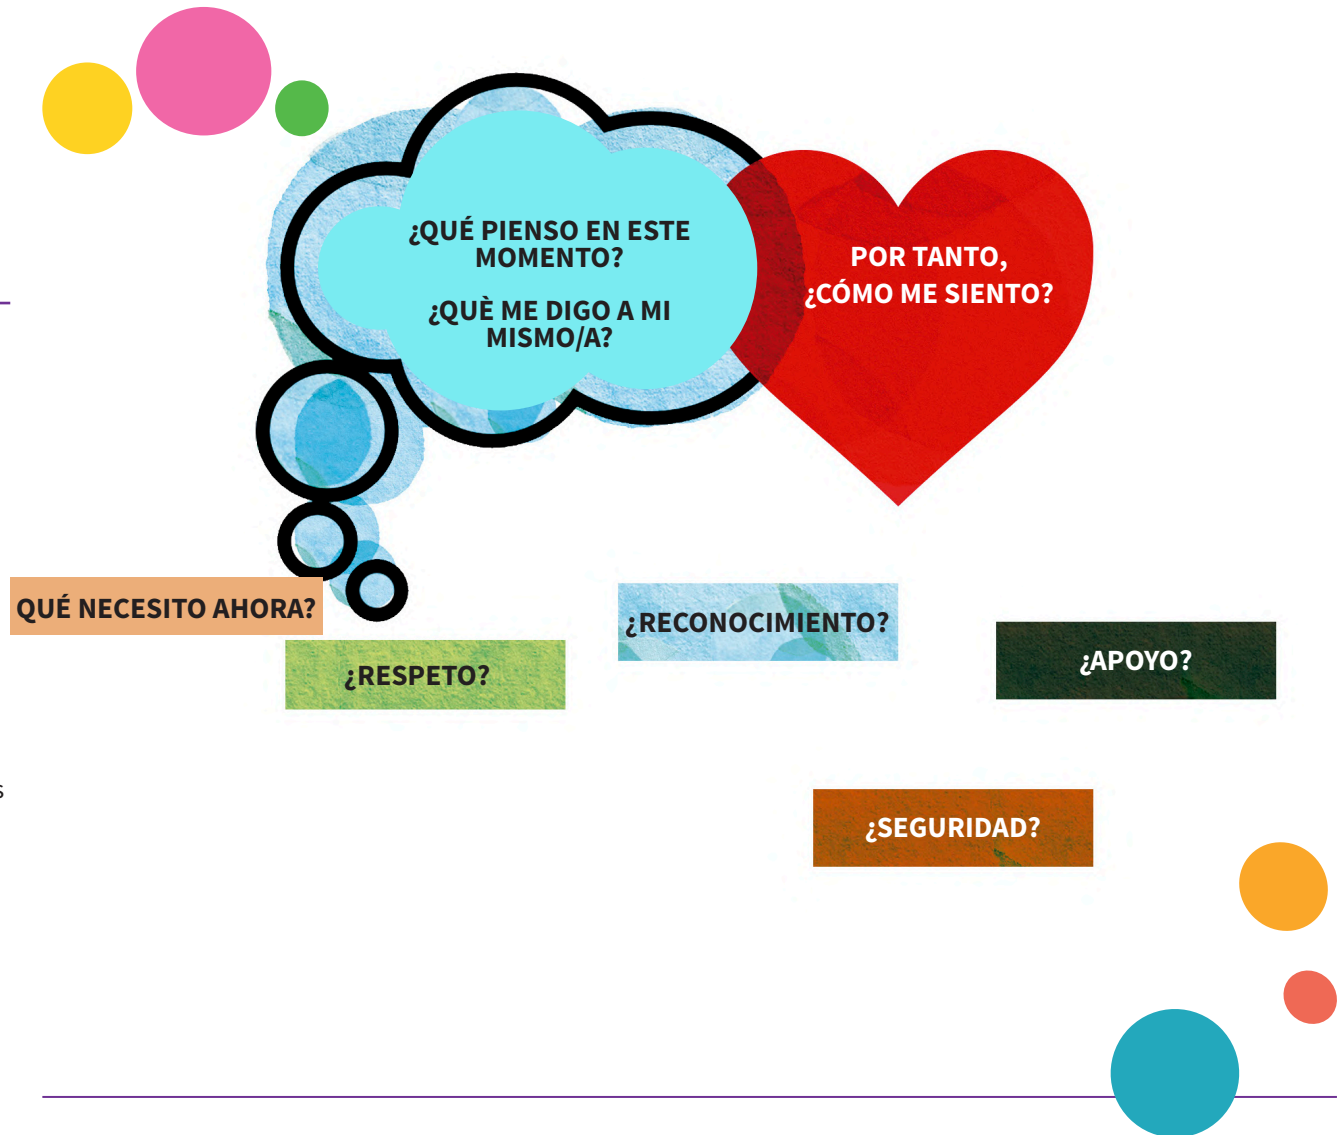 ¿QUÉ PIENSO EN ESTE
MOMENTO?
¿QUÈ ME DIGO A MI
MISMO/A?
POR TANTO,
¿CÓMO ME SIENTO?
QUÉ NECESITO AHORA?
¿RECONOCIMIENTO?
¿RESPETO?
¿APOYO?
s
¿SEGURIDAD?